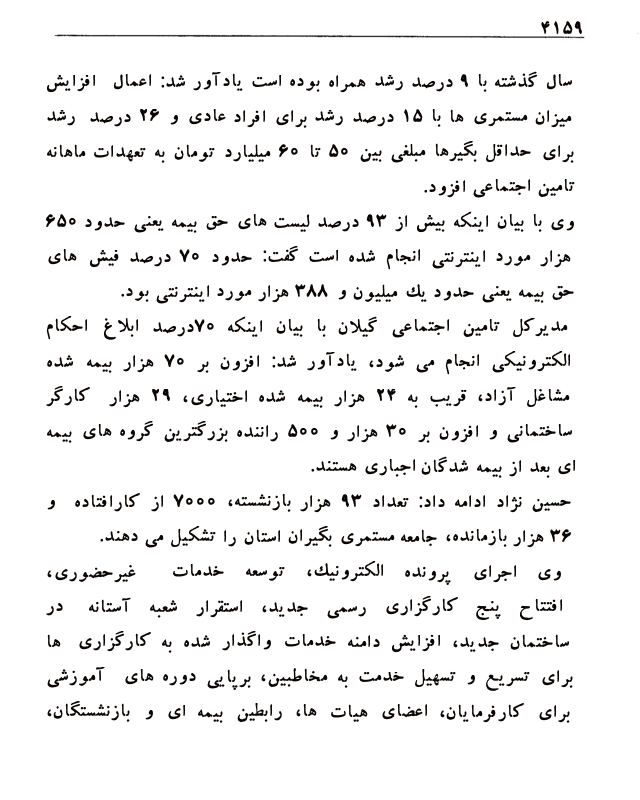 ۴۱۵۹
سال گذشته با ۹ درصد رشد همراه بوده است یادآور شد: اعمال افزایش
میزان مستمری ها با ۱۵ درصد رشد برای افراد عادی و ۲۶ درصد رشد
برای حداقل بگیرها مبلغی بین ۵۰ تا ۶۰ میلیارد تومان به تعهدات ماهانه
تامین اجتماعی افزود.
وی با بیان اینکه بیش از ۹۳ درصد لیست های حق بیمه یعنی حدود ۶۵۰
هزار مورد اینترنتی انجام شده است گفت: حدود ۷۰ درصد فیش های
حق بیمه یعنی حدود یك میلیون و ۳۸۸ هزار مورد اینترنتی بود.
مدیرکل تامین اجتماعی گیلان با بیان اینکه ۷۰درصد ابلاغ احکام
الکترونیکی انجام می شود، یادآور شد: افزون بر ۷۰ هزار بیمه شده
مشاغل آزاد، قریب به ۲۴ هزار بیمه شده اختیاری، ۲۹ هزار کارگر
ساختمانی و افزون بر ۳۰ هزار و ۵۰۰ راننده بزرگترین گروه های بیمه
ای بعد از بیمه شدگان اجباری هستند.
حسین نژاد ادامه داد: تعداد ۹۳ هزار بازنشسته، ۷۰۰۰ از کارافتاده و
۳۶ هزار بازمانده، جامعه مستمری بگیران استان را تشکیل می دهند.
وی اجرای پرونده الکترونیك، توسعه خدمات غیرحضوری،
افتتاح پنج کارگزاری رسمی جدید، استقرار شعبه آستانه در
ساختمان جدید، افزایش دامنه خدمات واگذار شده به کارگزاری ها
برای تسریع و تسهیل خدمت به مخاطبین، برپایی دوره های آموزشی
برای کارفرمایان، اعضای هیات ها، رابطین بیمه ای و بازنشستگان،